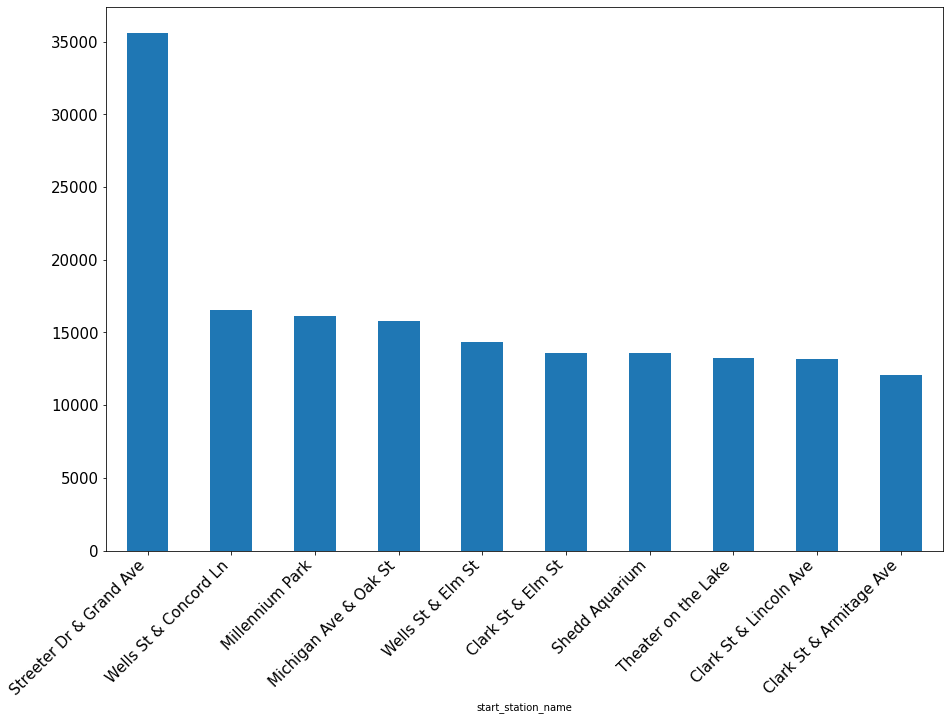 35000
30000
25000
20000
15000
10000
5000
0
Streeter Dr & Grand Ave
Wells St & Concord Ln
Millennium Park
Michigan Ave & Oak St
Wells St & Elm St
Clark St & Elm St
Shedd Aquarium
Theater on the Lake
Clark St & Lincoln Ave
Clark St & Armitage Ave
start_station_name